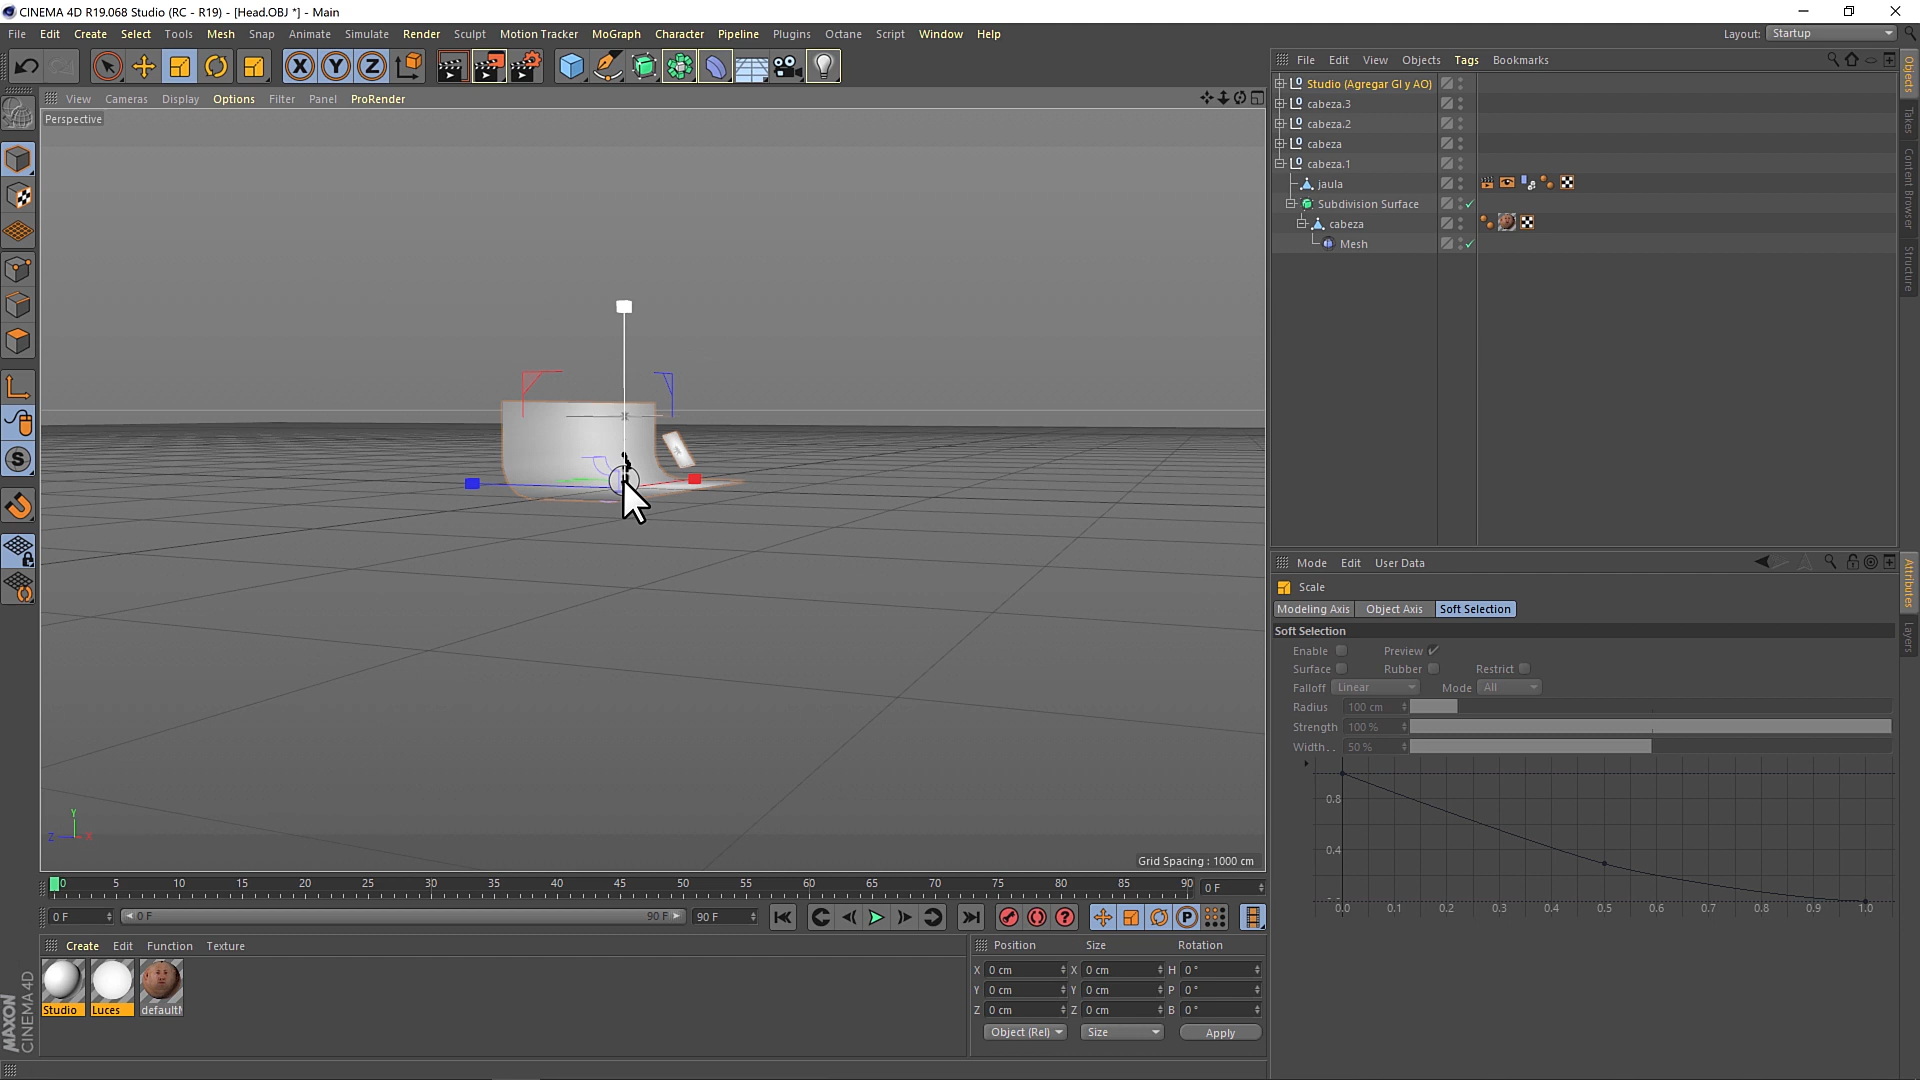 CINEMA 4D R19.068 Studio (RC - R19) - [Head.OBJ *] - Main
File Edit Create Select Tools Mesh Snap Animate Simulate Render Sculpt Motion Tracker MoGraph Character Pipeline Plugins Octane Script Window Help
Layout: Startup
X Y Z
View Cameras Display Options Filter Panel ProRender
Perspective
Y
Z X
Grid Spacing : 1000 cm
0 5 10 15 20 25 30 35 40 45 50 55 60 65 70 75 80 85 90
0 F
0 F 0 F 90 F 90 F
Create Edit Function Texture
Studio Luces defaultM
MAXON
CINEMA 4D
Position Size Rotation
X 0 cm X 0 cm H 0 °
Y 0 cm Y 0 cm P 0 °
Z 0 cm Z 0 cm B 0 °
Object (Rel) Size Apply
File Edit View Objects Tags Bookmarks
Studio (Agregar GI y AO)
cabeza.3
cabeza.2
cabeza
cabeza.1
jaula
Subdivision Surface
cabeza
Mesh
Objects
Takes
Content Browser
Structure
Mode Edit User Data
Scale
Modeling Axis Object Axis Soft Selection
Soft Selection
Enable Preview
Surface Rubber Restrict
Falloff Linear Mode All
Radius 100 cm
Strength 100 %
Width.. 50 %
0.8
0.4
0.0 0.1 0.2 0.3 0.4 0.5 0.6 0.7 0.8 0.9 1.0
Attributes
Layers